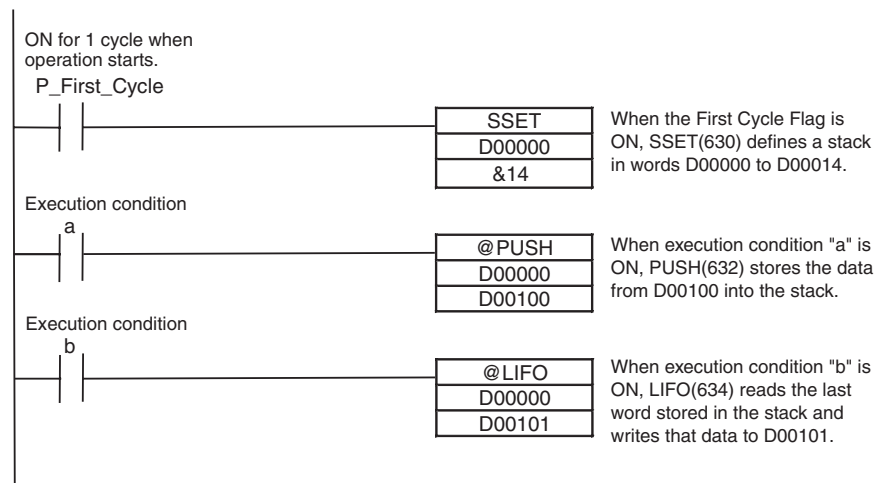 ON for 1 cycle when
operation starts.
P_First_Cycle
SSET
D00000
&14
When the First Cycle Flag is
ON, SSET(630) defines a stack
in words D00000 to D00014.
Execution condition
a
@PUSH
D00000
D00100
When execution condition "a" is
ON, PUSH(632) stores the data
from D00100 into the stack.
Execution condition
b
@LIFO
D00000
D00101
When execution condition "b" is
ON, LIFO(634) reads the last
word stored in the stack and
writes that data to D00101.